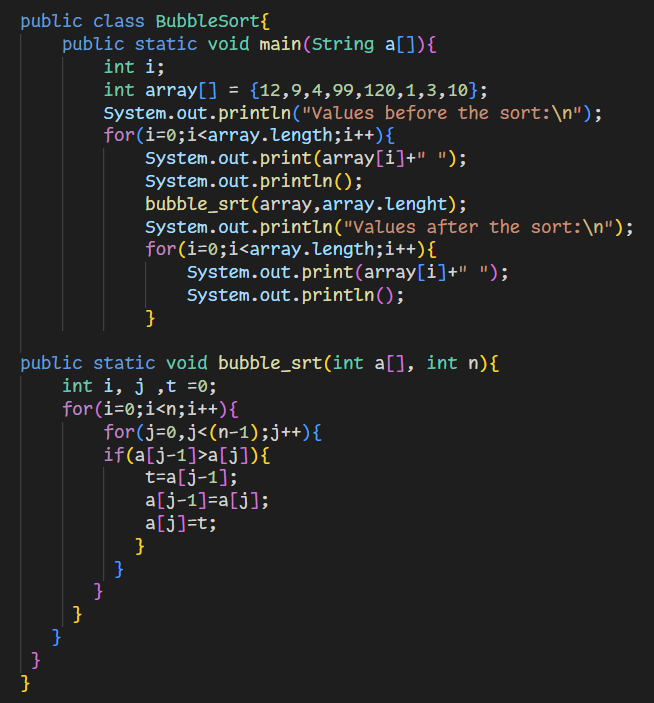 public class BubbleSort{
    public static void main(String a[]){
        int i;
        int array[] = {12,9,4,99,120,1,3,10};
        System.out.println("Values before the sort:\n");
        for(i=0;i<array.length;i++){
            System.out.print(array[i]+" ");
            System.out.println();
            bubble_srt(array,array.lenght);
            System.out.println("Values after the sort:\n");
            for(i=0;i<array.length;i++){
                System.out.print(array[i]+" ");
                System.out.println();
            }
public static void bubble_srt(int a[], int n){
    int i, j ,t =0;
    for(i=0;i<n;i++){
        for(j=0,j<(n-1);j++){
        if(a[j-1]>a[j]){
            t=a[j-1];
            a[j-1]=a[j];
            a[j]=t;
           }
         }
       }
     }
   }
 }
}